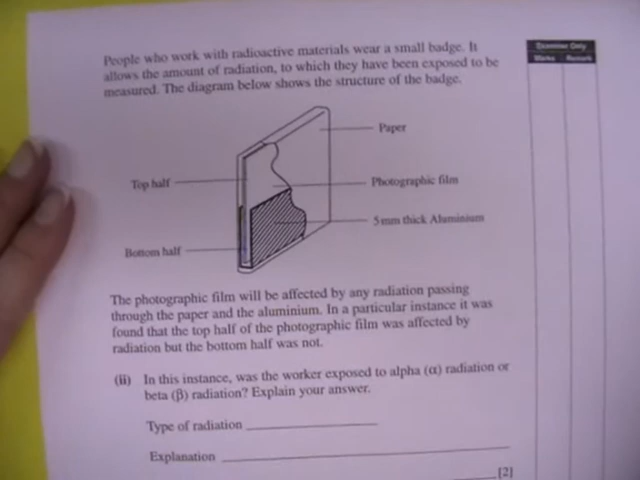 People who work with radioactive materials wear a small badge. It
allows the amount of radiation, to which they have been exposed to be
measured. The diagram below shows the structure of the badge.
Examiner Only
Marks Remark
Paper
Top half
Photographic film
5 mm thick Aluminium
Bottom half
The photographic film will be affected by any radiation passing
through the paper and the aluminium. In a particular instance it was
found that the top half of the photographic film was affected by
radiation but the bottom half was not.
(ii) In this instance, was the worker exposed to alpha (α) radiation or
beta (β) radiation? Explain your answer.
Type of radiation
Explanation
[2]